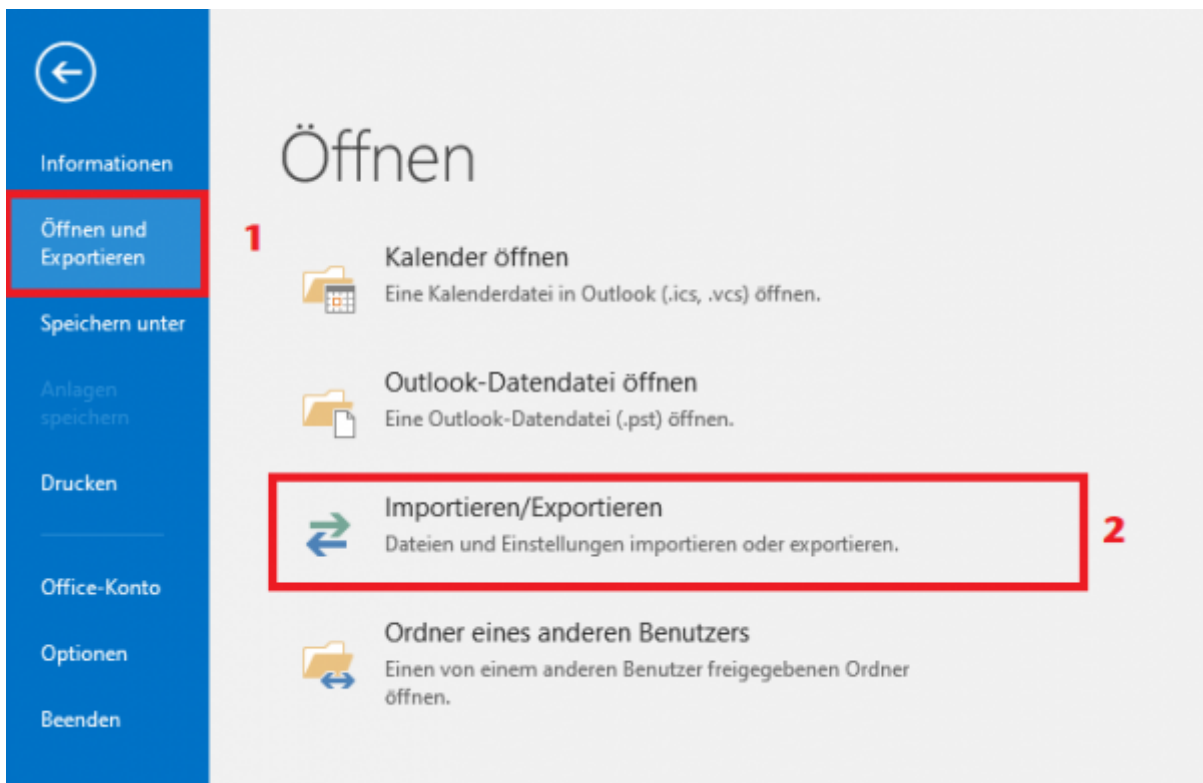 Informationen
Öffnen und
Exportieren
Speichern unter
Anlagen
speichern
Drucken
Office-Konto
Optionen
Beenden
Öffnen
1
Kalender öffnen
Eine Kalenderdatei in Outlook (.ics, .vcs) öffnen.
Outlook-Datendatei öffnen
Eine Outlook-Datendatei (.pst) öffnen.
Importieren/Exportieren
Dateien und Einstellungen importieren oder exportieren.
2
Ordner eines anderen Benutzers
Einen von einem anderen Benutzer freigegebenen Ordner
öffnen.